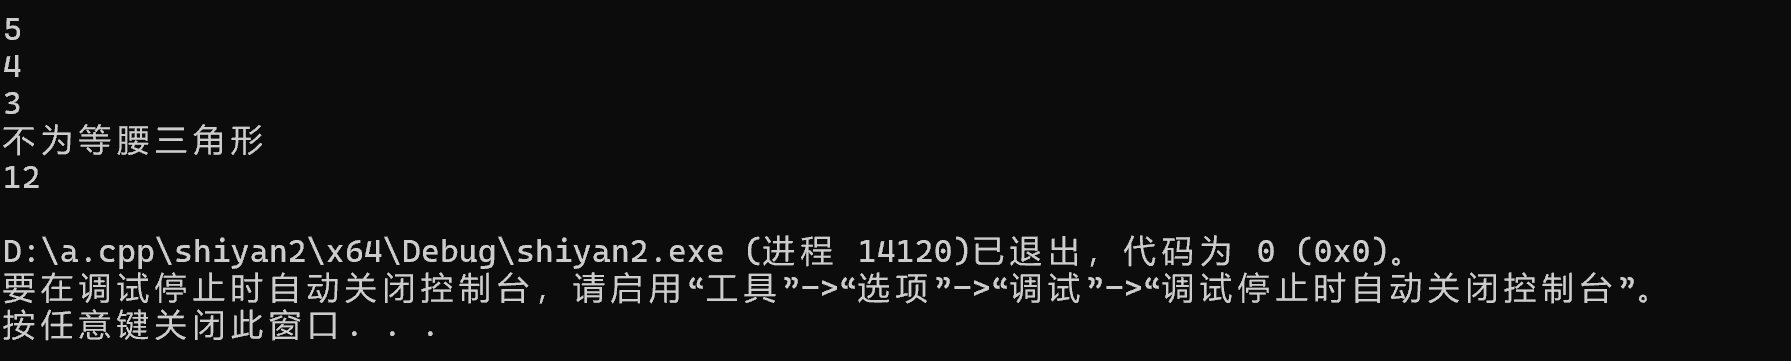 5
4
3
不为等腰三角形
12
D:\a.cpp\shiyan2\x64\Debug\shiyan2.exe (进程 14120)已退出，代码为 0 (0x0)。
要在调试停止时自动关闭控制台，请启用“工具”->“选项”->“调试”->“调试停止时自动关闭控制台”。
按任意键关闭此窗口. . .